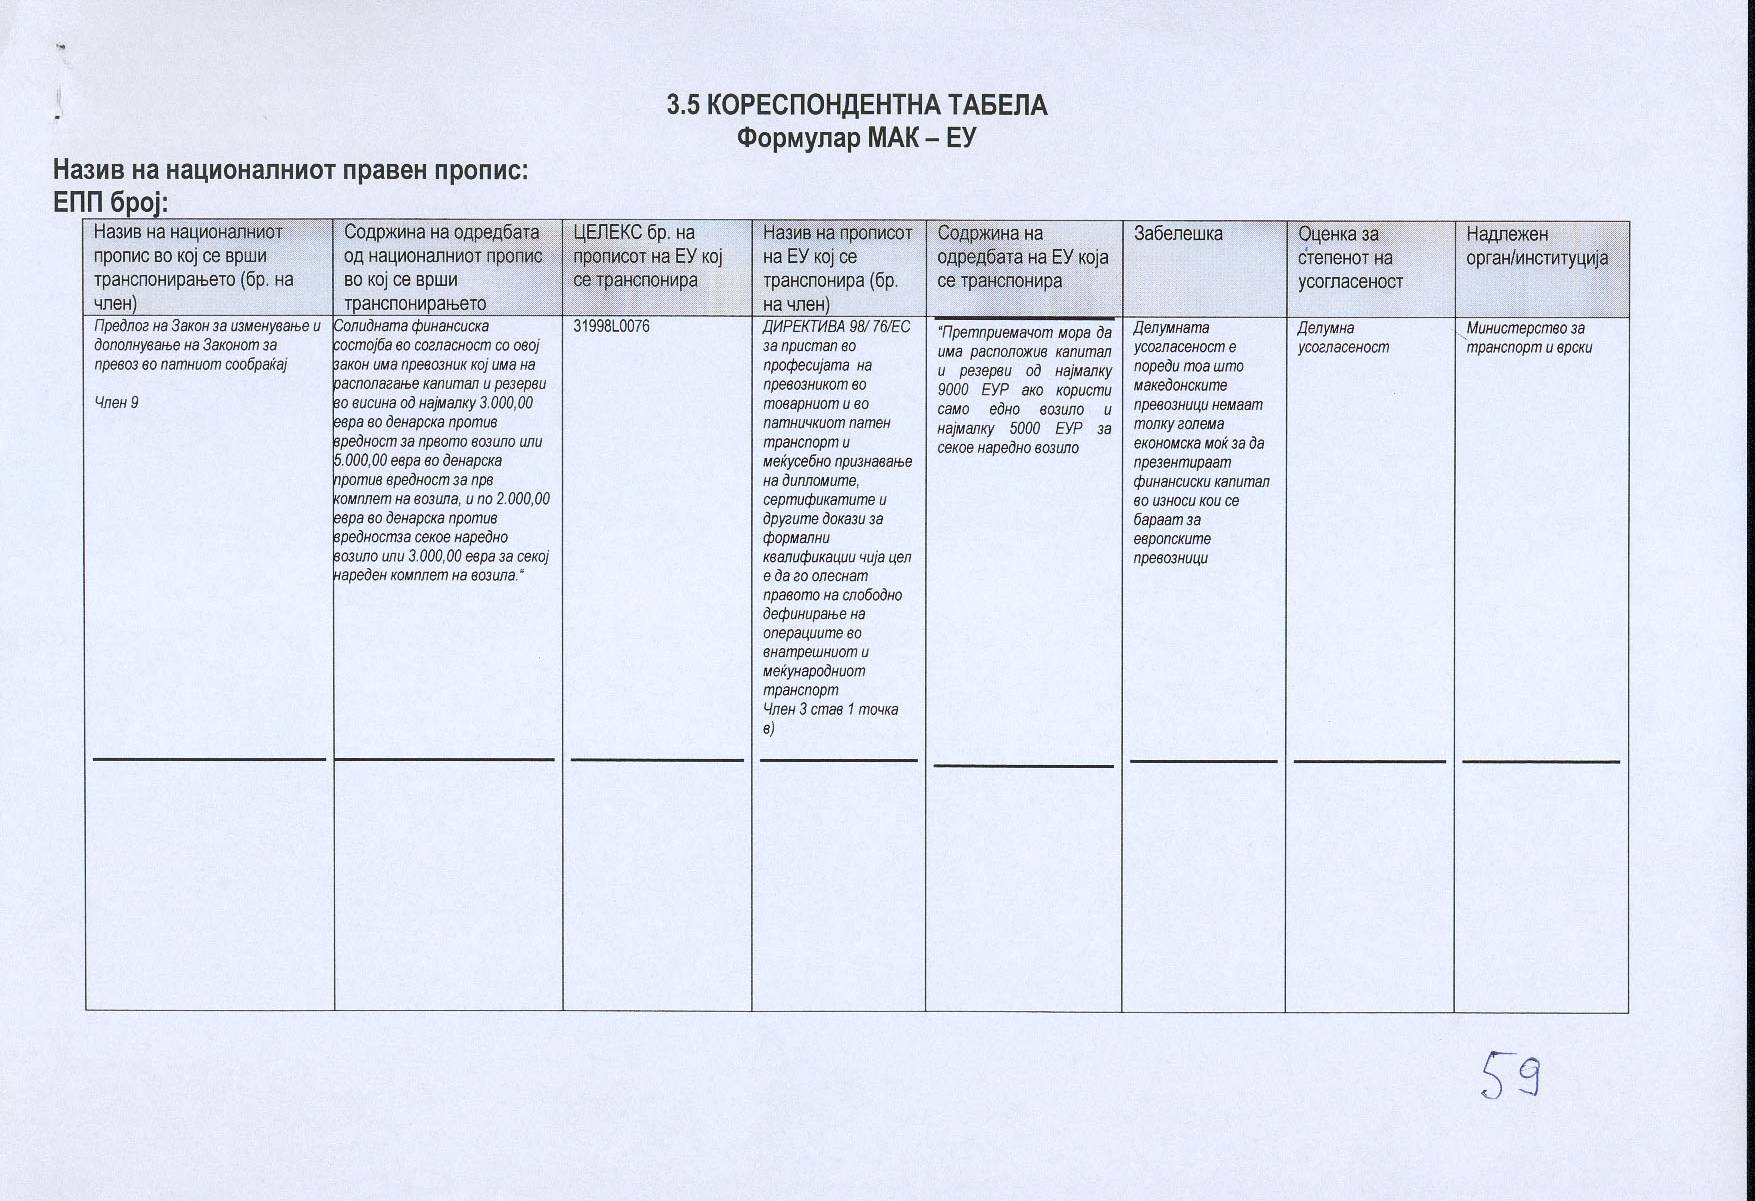 3.5 КОРЕСПОНДЕНТНА ТАБЕЛА
Формулар МАК – ЕУ
Назив на националниот правен пропис:
ЕПП број:
Назив на националниот
пропис во кој се врши
транспонирањето (бр. на
член)
Содржина на одредбата
од националниот пропис
во кој се врши
транспонирањето
ЦЕЛЕКС бр. на
прописот на ЕУ кој
се транспонира
Назив на прописот
на ЕУ кој се
транспонира (бр.
на член)
Содржина на
одредбата на ЕУ која
се транспонира
Забелешка
Оценка за
степенот на
усогласеност
Надлежен
орган/институција
Предлог на Закон за изменување и
дополнување на Законот за
превоз во патниот сообраќај
Член 9
Солидната финансиска
состојба во согласност со овој
закон има превозник кој има на
располагање капитал и резерви
во висина од најмалку 3.000,00
евра во денарска против
вредност за првото возило или
5.000,00 евра во денарска
против вредност за прв
комплет на возила, и по 2.000,00
евра во денарска против
вредностза секое наредно
возило или 3.000,00 евра за секој
нареден комплет на возила.“
31998L0076
ДИРЕКТИВА 98/ 76/ЕС
за пристап во
професијата на
превозникот во
товарниот и во
патничкиот патен
транспорт и
меѓусебно признавање
на дипломите,
сертификатите и
другите докази за
формални
квалификации чија цел
е да го олеснат
правото на слободно
дефинирање на
операциите во
внатрешниот и
меѓународниот
транспорт
Член 3 став 1 точка
в)
“Претприемачот мора да
има расположив капитал
и резерви од најмалку
9000 ЕУР ако користи
само едно возило и
најмалку 5000 ЕУР за
секое наредно возило
Делумната
усогласеност е
поради тоа што
македонските
превозници немаат
толку голема
економска моќ за да
презентираат
финансиски капитал
во износи кои се
бараат за
европските
превозници
Делумна
усогласеност
Министерство за
транспорт и врски
59